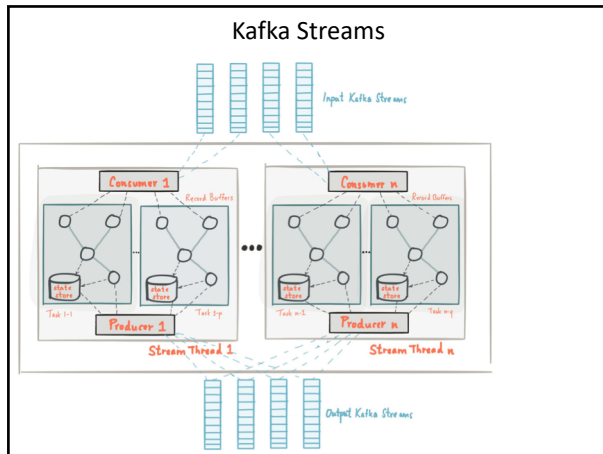 Kafka Streams
Input Kafka Streams
Consumer 1
Consumer n
Record Buffers
Record Buffers
...
...
...
state store
state store
state store
state store
Task 1-1
Task 1-p
Task n-1
Task n-q
Producer 1
Producer n
Stream Thread 1
Stream Thread n
Output Kafka Streams